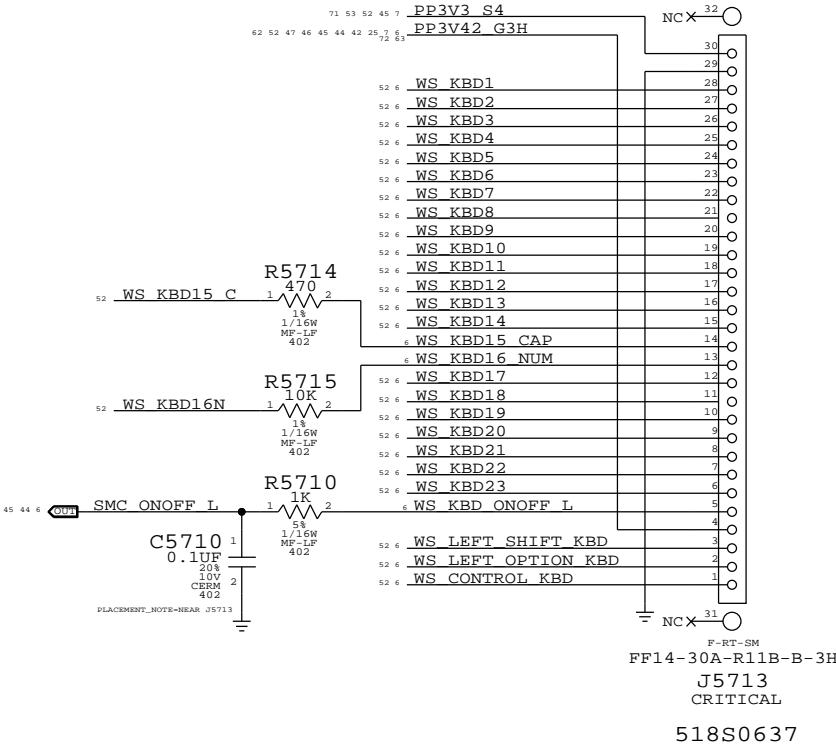 71 53 52 45 7 PP3V3_S4
NC 32
62 52 47 46 45 44 42 25 7 6 PP3V42_G3H
72 63
30
29
52 6 WS_KBD1 28
52 6 WS_KBD2 27
52 6 WS_KBD3 26
52 6 WS_KBD4 25
52 6 WS_KBD5 24
52 6 WS_KBD6 23
52 6 WS_KBD7 22
52 6 WS_KBD8 21
52 6 WS_KBD9 20
52 6 WS_KBD10 19
52 6 WS_KBD11 18
52 6 WS_KBD12 17
52 6 WS_KBD13 16
52 6 WS_KBD14 15
6 WS_KBD15_CAP 14
6 WS_KBD16_NUM 13
52 6 WS_KBD17 12
52 6 WS_KBD18 11
52 6 WS_KBD19 10
52 6 WS_KBD20 9
52 6 WS_KBD21 8
52 6 WS_KBD22 7
52 6 WS_KBD23 6
6 WS_KBD_ONOFF_L 5
4
52 6 WS_LEFT_SHIFT_KBD 3
52 6 WS_LEFT_OPTION_KBD 2
52 6 WS_CONTROL_KBD 1
R5714
470
52 WS_KBD15_C 1 2
1%
1/16W
MF-LF
402
R5715
10K
52 WS_KBD16N 1 2
1%
1/16W
MF-LF
402
R5710
1K
45 44 6 OUT SMC_ONOFF_L 1 2
5%
1/16W
MF-LF
402
C5710 1
0.1UF
20%
10V 2
CERM
402
PLACEMENT_NOTE=NEAR J5713
NC 31
F-RT-SM
FF14-30A-R11B-B-3H
J5713
CRITICAL
518S0637